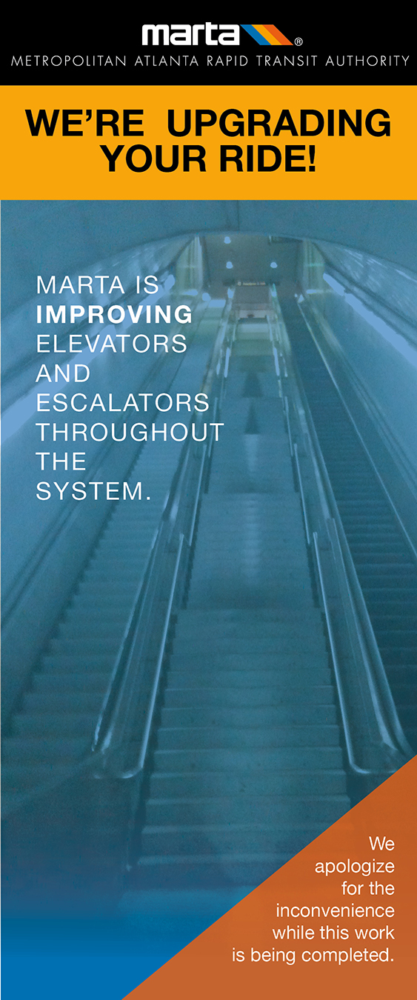 marta ®
METROPOLITAN ATLANTA RAPID TRANSIT AUTHORITY
WE'RE UPGRADING
YOUR RIDE!
MARTA IS
IMPROVING
ELEVATORS
AND
ESCALATORS
THROUGHOUT
THE
SYSTEM.
We
apologize
for the
inconvenience
while this work
is being completed.